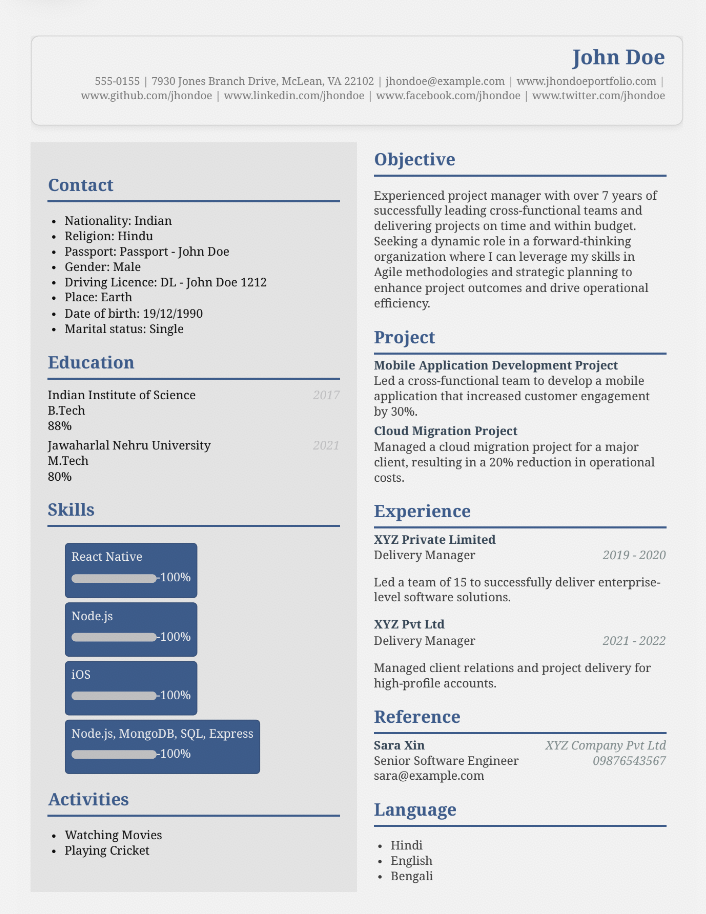 John Doe
555-0155 | 7930 Jones Branch Drive, McLean, VA 22102 | jhondoe@example.com | www.jhondoeportfolio.com |
www.github.com/jhondoe | www.linkedin.com/jhondoe | www.facebook.com/jhondoe | www.twitter.com/jhondoe
Contact
• Nationality: Indian
• Religion: Hindu
• Passport: Passport - John Doe
• Gender: Male
• Driving Licence: DL - John Doe 1212
• Place: Earth
• Date of birth: 19/12/1990
• Marital status: Single
Education
Indian Institute of Science 2017
B.Tech
88%
Jawaharlal Nehru University 2021
M.Tech
80%
Skills
React Native
-100%
Node.js
-100%
iOS
-100%
Node.js, MongoDB, SQL, Express
-100%
Activities
• Watching Movies
• Playing Cricket
Objective
Experienced project manager with over 7 years of
successfully leading cross-functional teams and
delivering projects on time and within budget.
Seeking a dynamic role in a forward-thinking
organization where I can leverage my skills in
Agile methodologies and strategic planning to
enhance project outcomes and drive operational
efficiency.
Project
Mobile Application Development Project
Led a cross-functional team to develop a mobile
application that increased customer engagement
by 30%.
Cloud Migration Project
Managed a cloud migration project for a major
client, resulting in a 20% reduction in operational
costs.
Experience
XYZ Private Limited
Delivery Manager 2019 - 2020
Led a team of 15 to successfully deliver enterprise-
level software solutions.
XYZ Pvt Ltd
Delivery Manager 2021 - 2022
Managed client relations and project delivery for
high-profile accounts.
Reference
Sara Xin XYZ Company Pvt Ltd
Senior Software Engineer 09876543567
sara@example.com
Language
• Hindi
• English
• Bengali